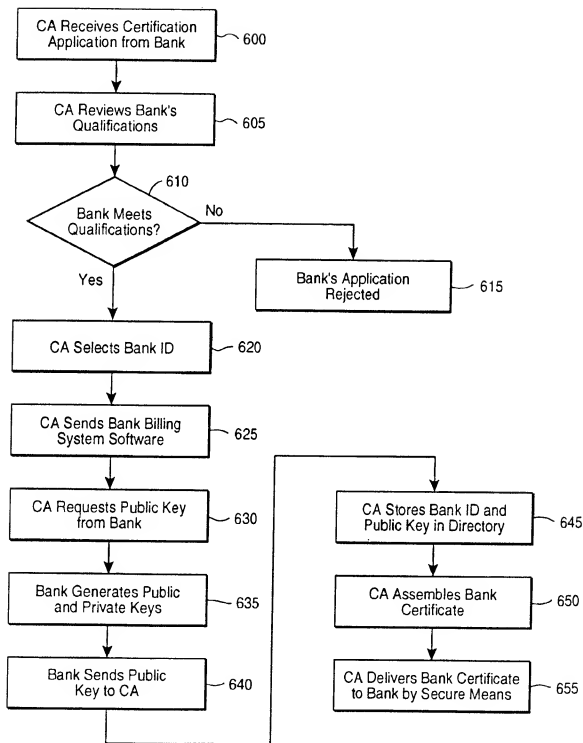 CA Receives Certification
Application from Bank
600
CA Reviews Bank's
Qualifications
605
610
Bank Meets
Qualifications?
No
Yes
Bank's Application
Rejected
615
CA Selects Bank ID
620
CA Sends Bank Billing
System Software
625
CA Requests Public Key
from Bank
630
Bank Generates Public
and Private Keys
635
Bank Sends Public
Key to CA
640
CA Stores Bank ID and
Public Key in Directory
645
CA Assembles Bank
Certificate
650
CA Delivers Bank Certificate
to Bank by Secure Means
655